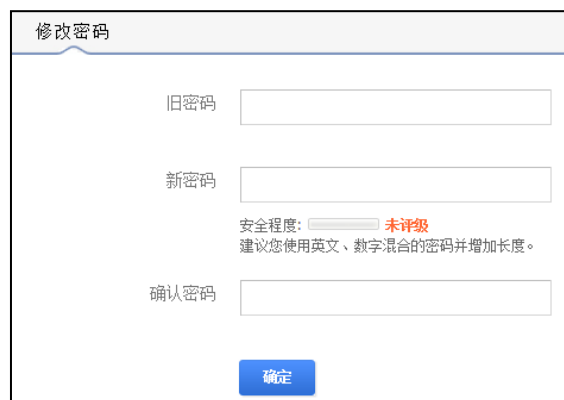 修改密码
旧密码
新密码
安全程度: 未评级
建议您使用英文、数字混合的密码并增加长度。
确认密码
确定